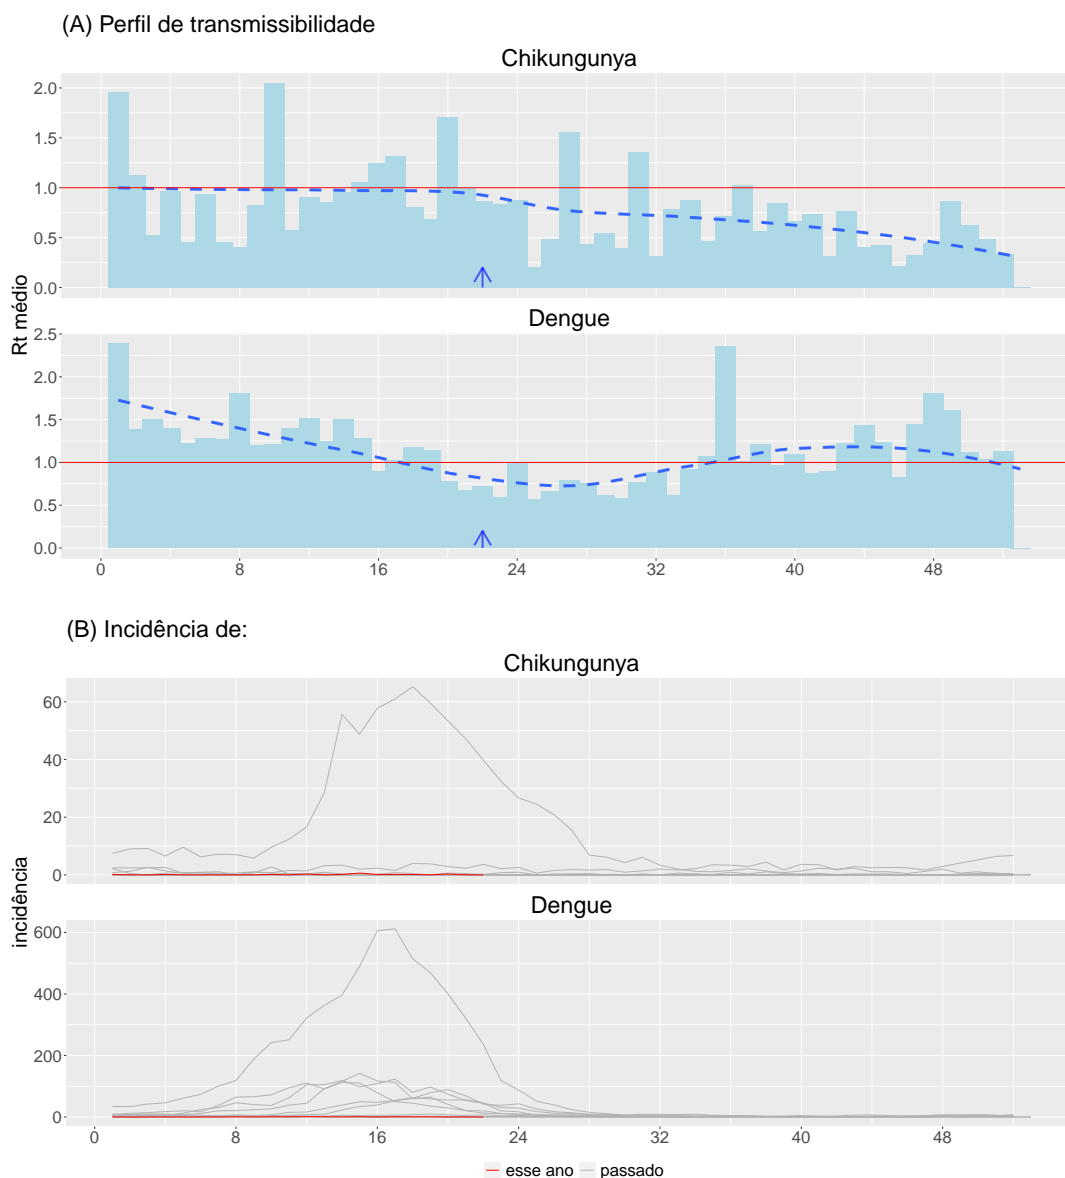 (A) Perfil de transmissibilidade
Chikungunya
2.0
1.5
1.0
0.5
0.0
Rt médio
Dengue
2.5
2.0
1.5
1.0
0.5
0.0
0 8 16 24 32 40 48
(B) Incidência de:
Chikungunya
60
40
20
0
incidência
Dengue
600
400
200
0
0 8 16 24 32 40 48
esse ano passado